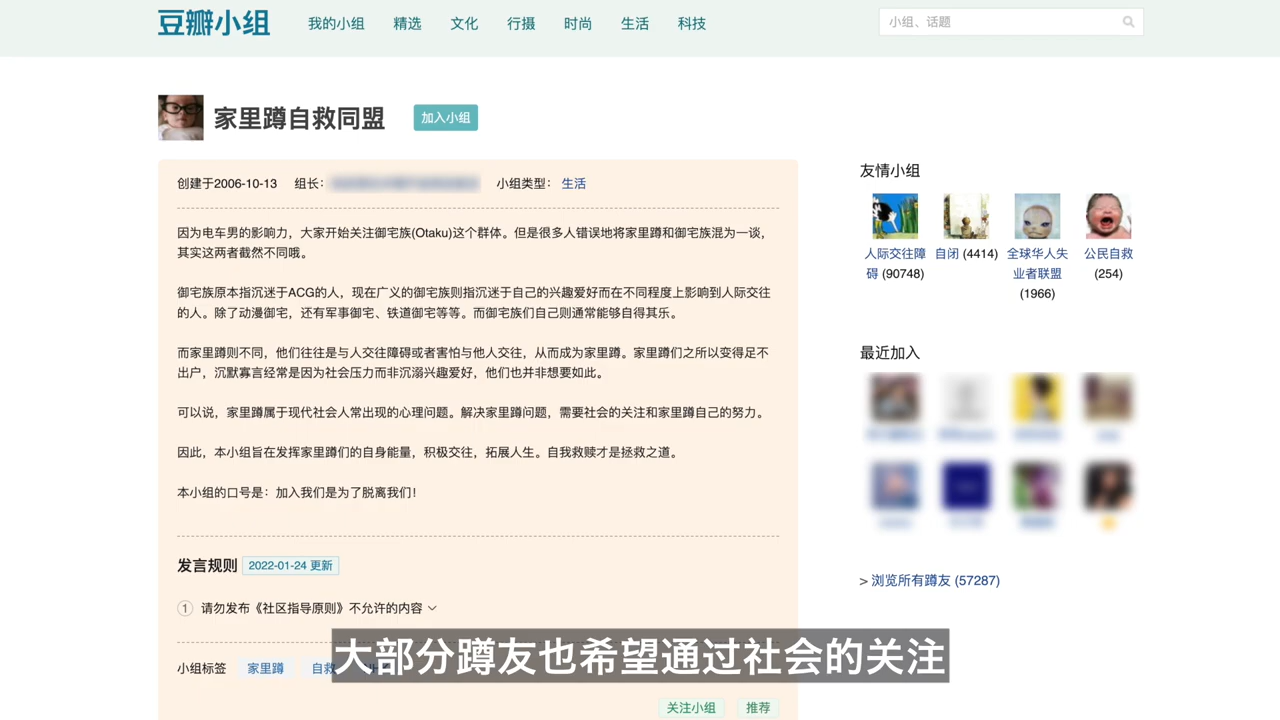 豆瓣小组
我的小组 精选 文化 行摄 时尚 生活 科技
小组、话题
家里蹲自救同盟
加入小组
创建于2006-10-13 组长： 小组类型： 生活
因为电车男的影响力，大家开始关注御宅族(Otaku)这个群体。但是很多人错误地将家里蹲和御宅族混为一谈，
其实这两者截然不同哦。
御宅族原本指沉迷于ACG的人，现在广义的御宅族则指沉迷于自己的兴趣爱好而在不同程度上影响到人际交往
的人。除了动漫御宅，还有军事御宅、铁道御宅等等。而御宅族们自己则通常能够自得其乐。
而家里蹲则不同，他们往往是与人交往障碍或者害怕与他人交往，从而成为家里蹲。家里蹲们之所以变得足不
出户，沉默寡言经常是因为社会压力而非沉溺兴趣爱好，他们也并非想要如此。
可以说，家里蹲属于现代社会人常出现的心理问题。解决家里蹲问题，需要社会的关注和家里蹲自己的努力。
因此，本小组旨在发挥家里蹲们的自身能量，积极交往，拓展人生。自我救赎才是拯救之道。
本小组的口号是：加入我们是为了脱离我们！
发言规则 2022-01-24 更新
1 请勿发布《社区指导原则》不允许的内容
小组标签 家里蹲 自救
关注小组 推荐
友情小组
人际交往障 自闭 (4414) 全球华人失 公民自救
碍 (90748) 业者联盟 (254)
(1966)
最近加入
> 浏览所有蹲友 (57287)
大部分蹲友也希望通过社会的关注